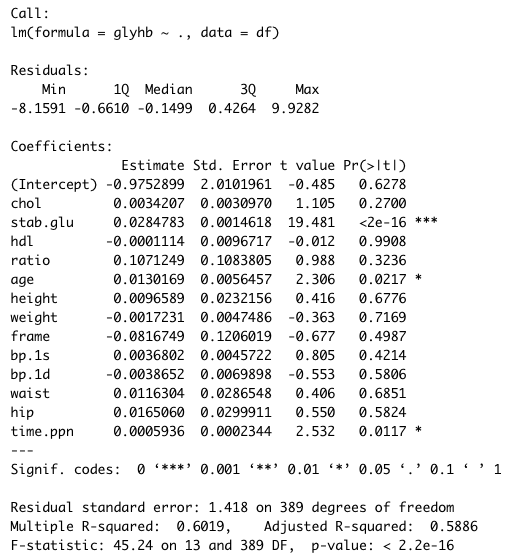 Call:
lm(formula = glyhb ~ ., data = df)
Residuals:
Min 1Q Median 3Q Max
-8.1591 -0.6610 -0.1499 0.4264 9.9282
Coefficients:
Estimate Std. Error t value Pr(>|t|)
(Intercept) -0.9752899 2.0101961 -0.485 0.6278
chol 0.0034207 0.0030970 1.105 0.2700
stab.glu 0.0284783 0.0014618 19.481 <2e-16 ***
hdl -0.0001114 0.0096717 -0.012 0.9908
ratio 0.1071249 0.1083805 0.988 0.3236
age 0.0130169 0.0056457 2.306 0.0217 *
height 0.0096589 0.0232156 0.416 0.6776
weight -0.0017231 0.0047486 -0.363 0.7169
frame -0.0816749 0.1206019 -0.677 0.4987
bp.1s 0.0036802 0.0045722 0.805 0.4214
bp.1d -0.0038652 0.0069898 -0.553 0.5806
waist 0.0116304 0.0286548 0.406 0.6851
hip 0.0165060 0.0299911 0.550 0.5824
time.ppn 0.0005936 0.0002344 2.532 0.0117 *
---
Signif. codes: 0 ‘***’ 0.001 ‘**’ 0.01 ‘*’ 0.05 ‘.’ 0.1 ‘ ’ 1
Residual standard error: 1.418 on 389 degrees of freedom
Multiple R-squared: 0.6019, Adjusted R-squared: 0.5886
F-statistic: 45.24 on 13 and 389 DF, p-value: < 2.2e-16